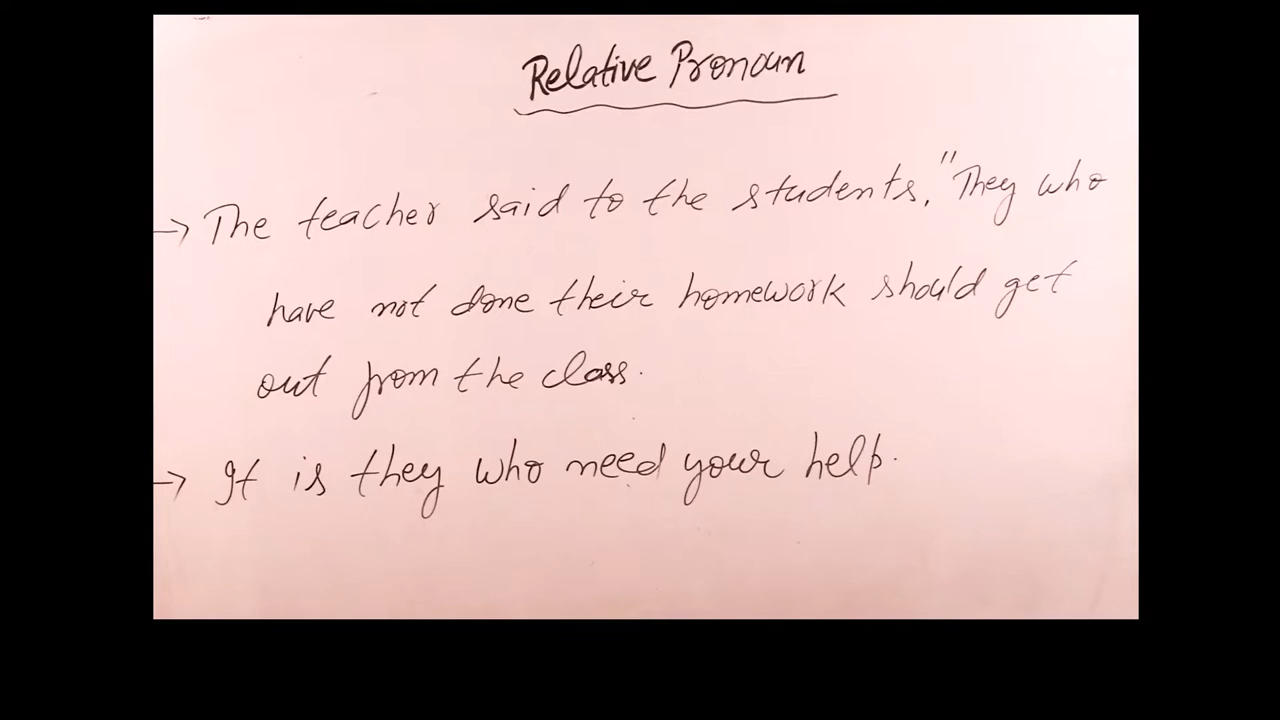 Relative Pronoun
→ The teacher said to the students, "They who
have not done their homework should get
out from the class.
→ It is they who need your help.